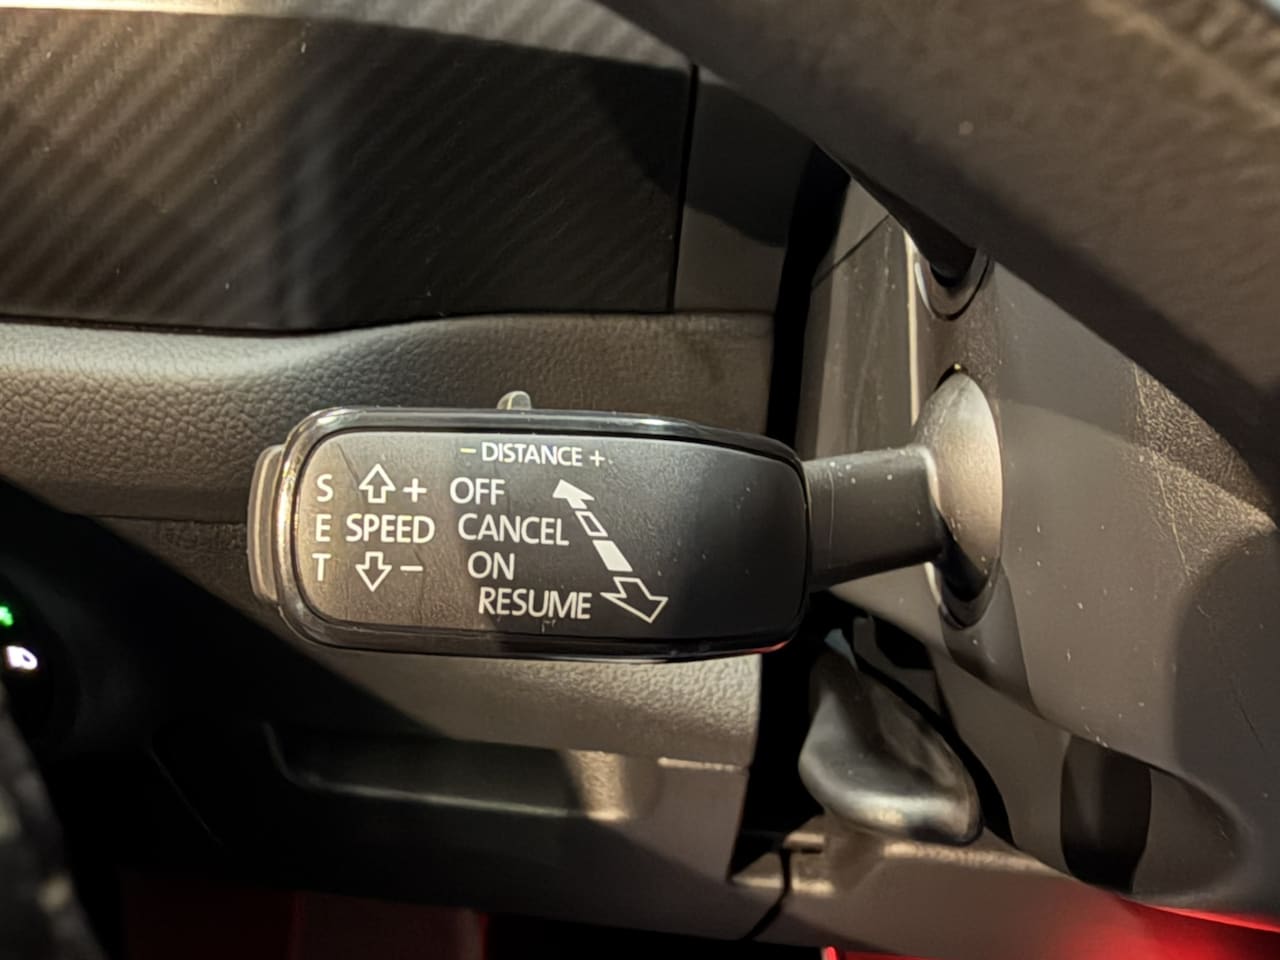 - DISTANCE +
S + OFF
E SPEED CANCEL
T - ON
RESUME